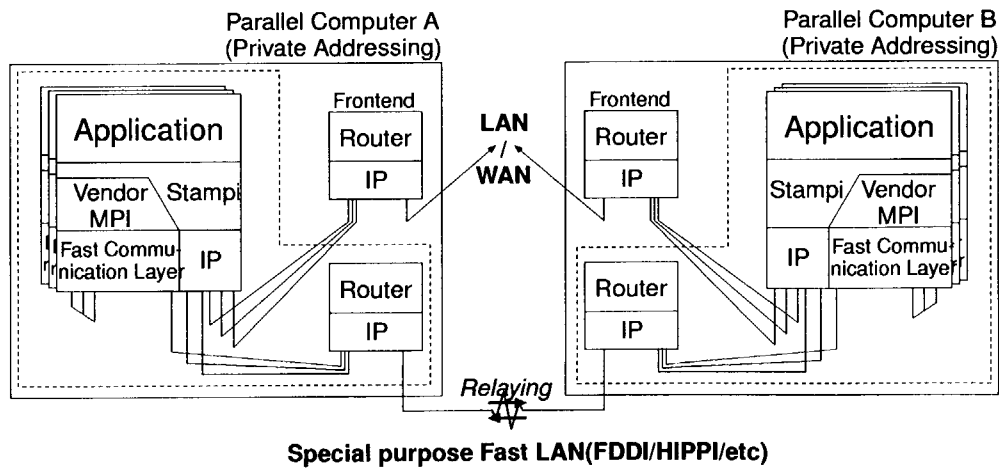 Parallel Computer A
(Private Addressing)
Frontend
Router
IP
Application
Vendor
MPI
Stampi
Fast Commu-
nication Layer
IP
r
r
Router
IP
LAN
/
WAN
Parallel Computer B
(Private Addressing)
Frontend
Router
IP
Application
Stampi
Vendor
MPI
IP
Fast Commu-
nication Layer
r
Router
IP
Relaying
Special purpose Fast LAN(FDDI/HIPPI/etc)